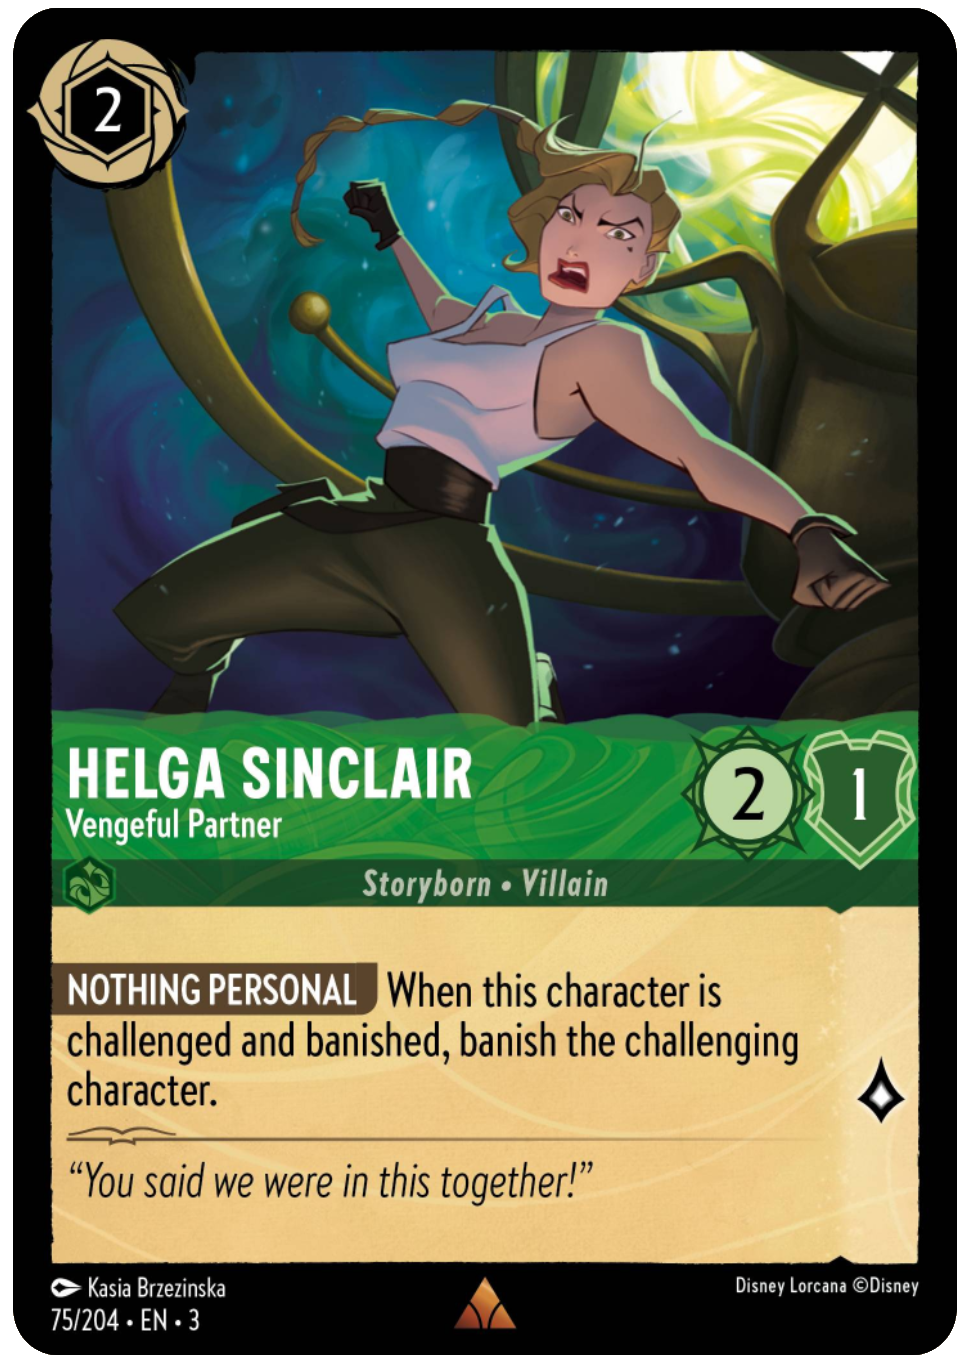 2
HELGA SINCLAIR
Vengeful Partner
2
1
Storyborn • Villain
NOTHING PERSONAL When this character is
challenged and banished, banish the challenging
character.
“You said we were in this together!”
Kasia Brzezinska
Disney Lorcana ©Disney
75/204 • EN • 3